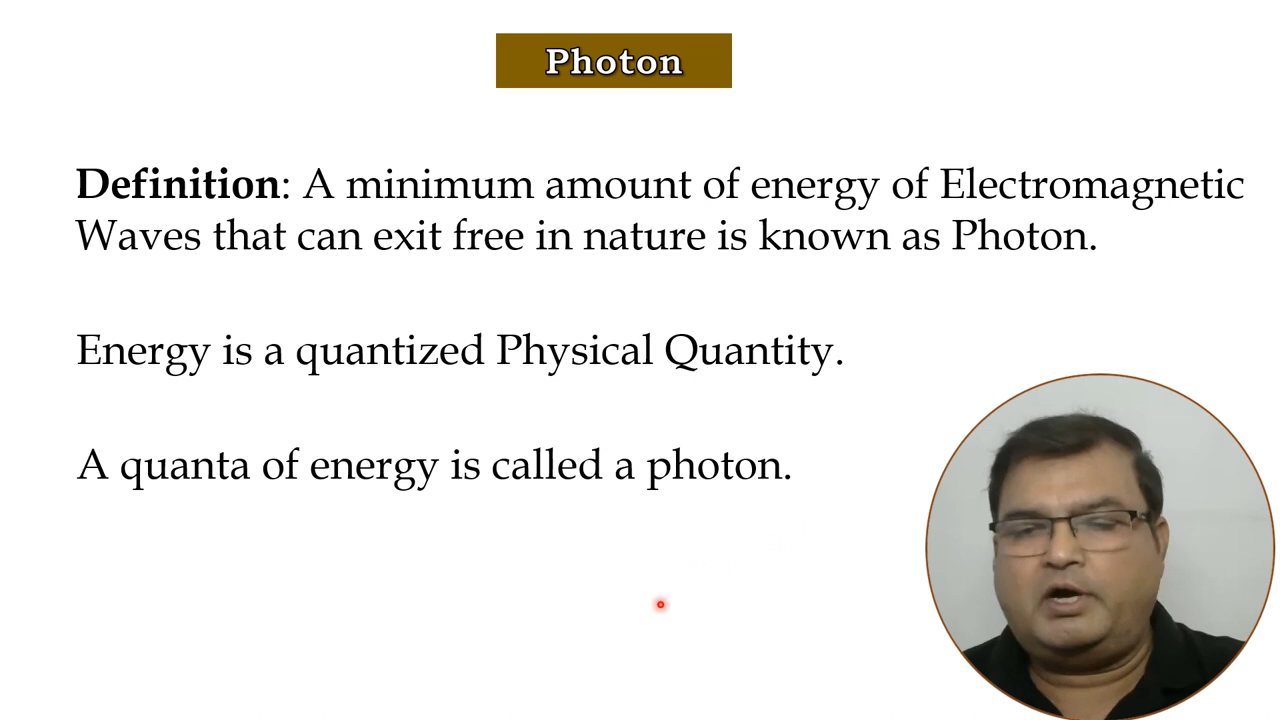 Photon
Definition: A minimum amount of energy of Electromagnetic
Waves that can exit free in nature is known as Photon.
Energy is a quantized Physical Quantity.
A quanta of energy is called a photon.